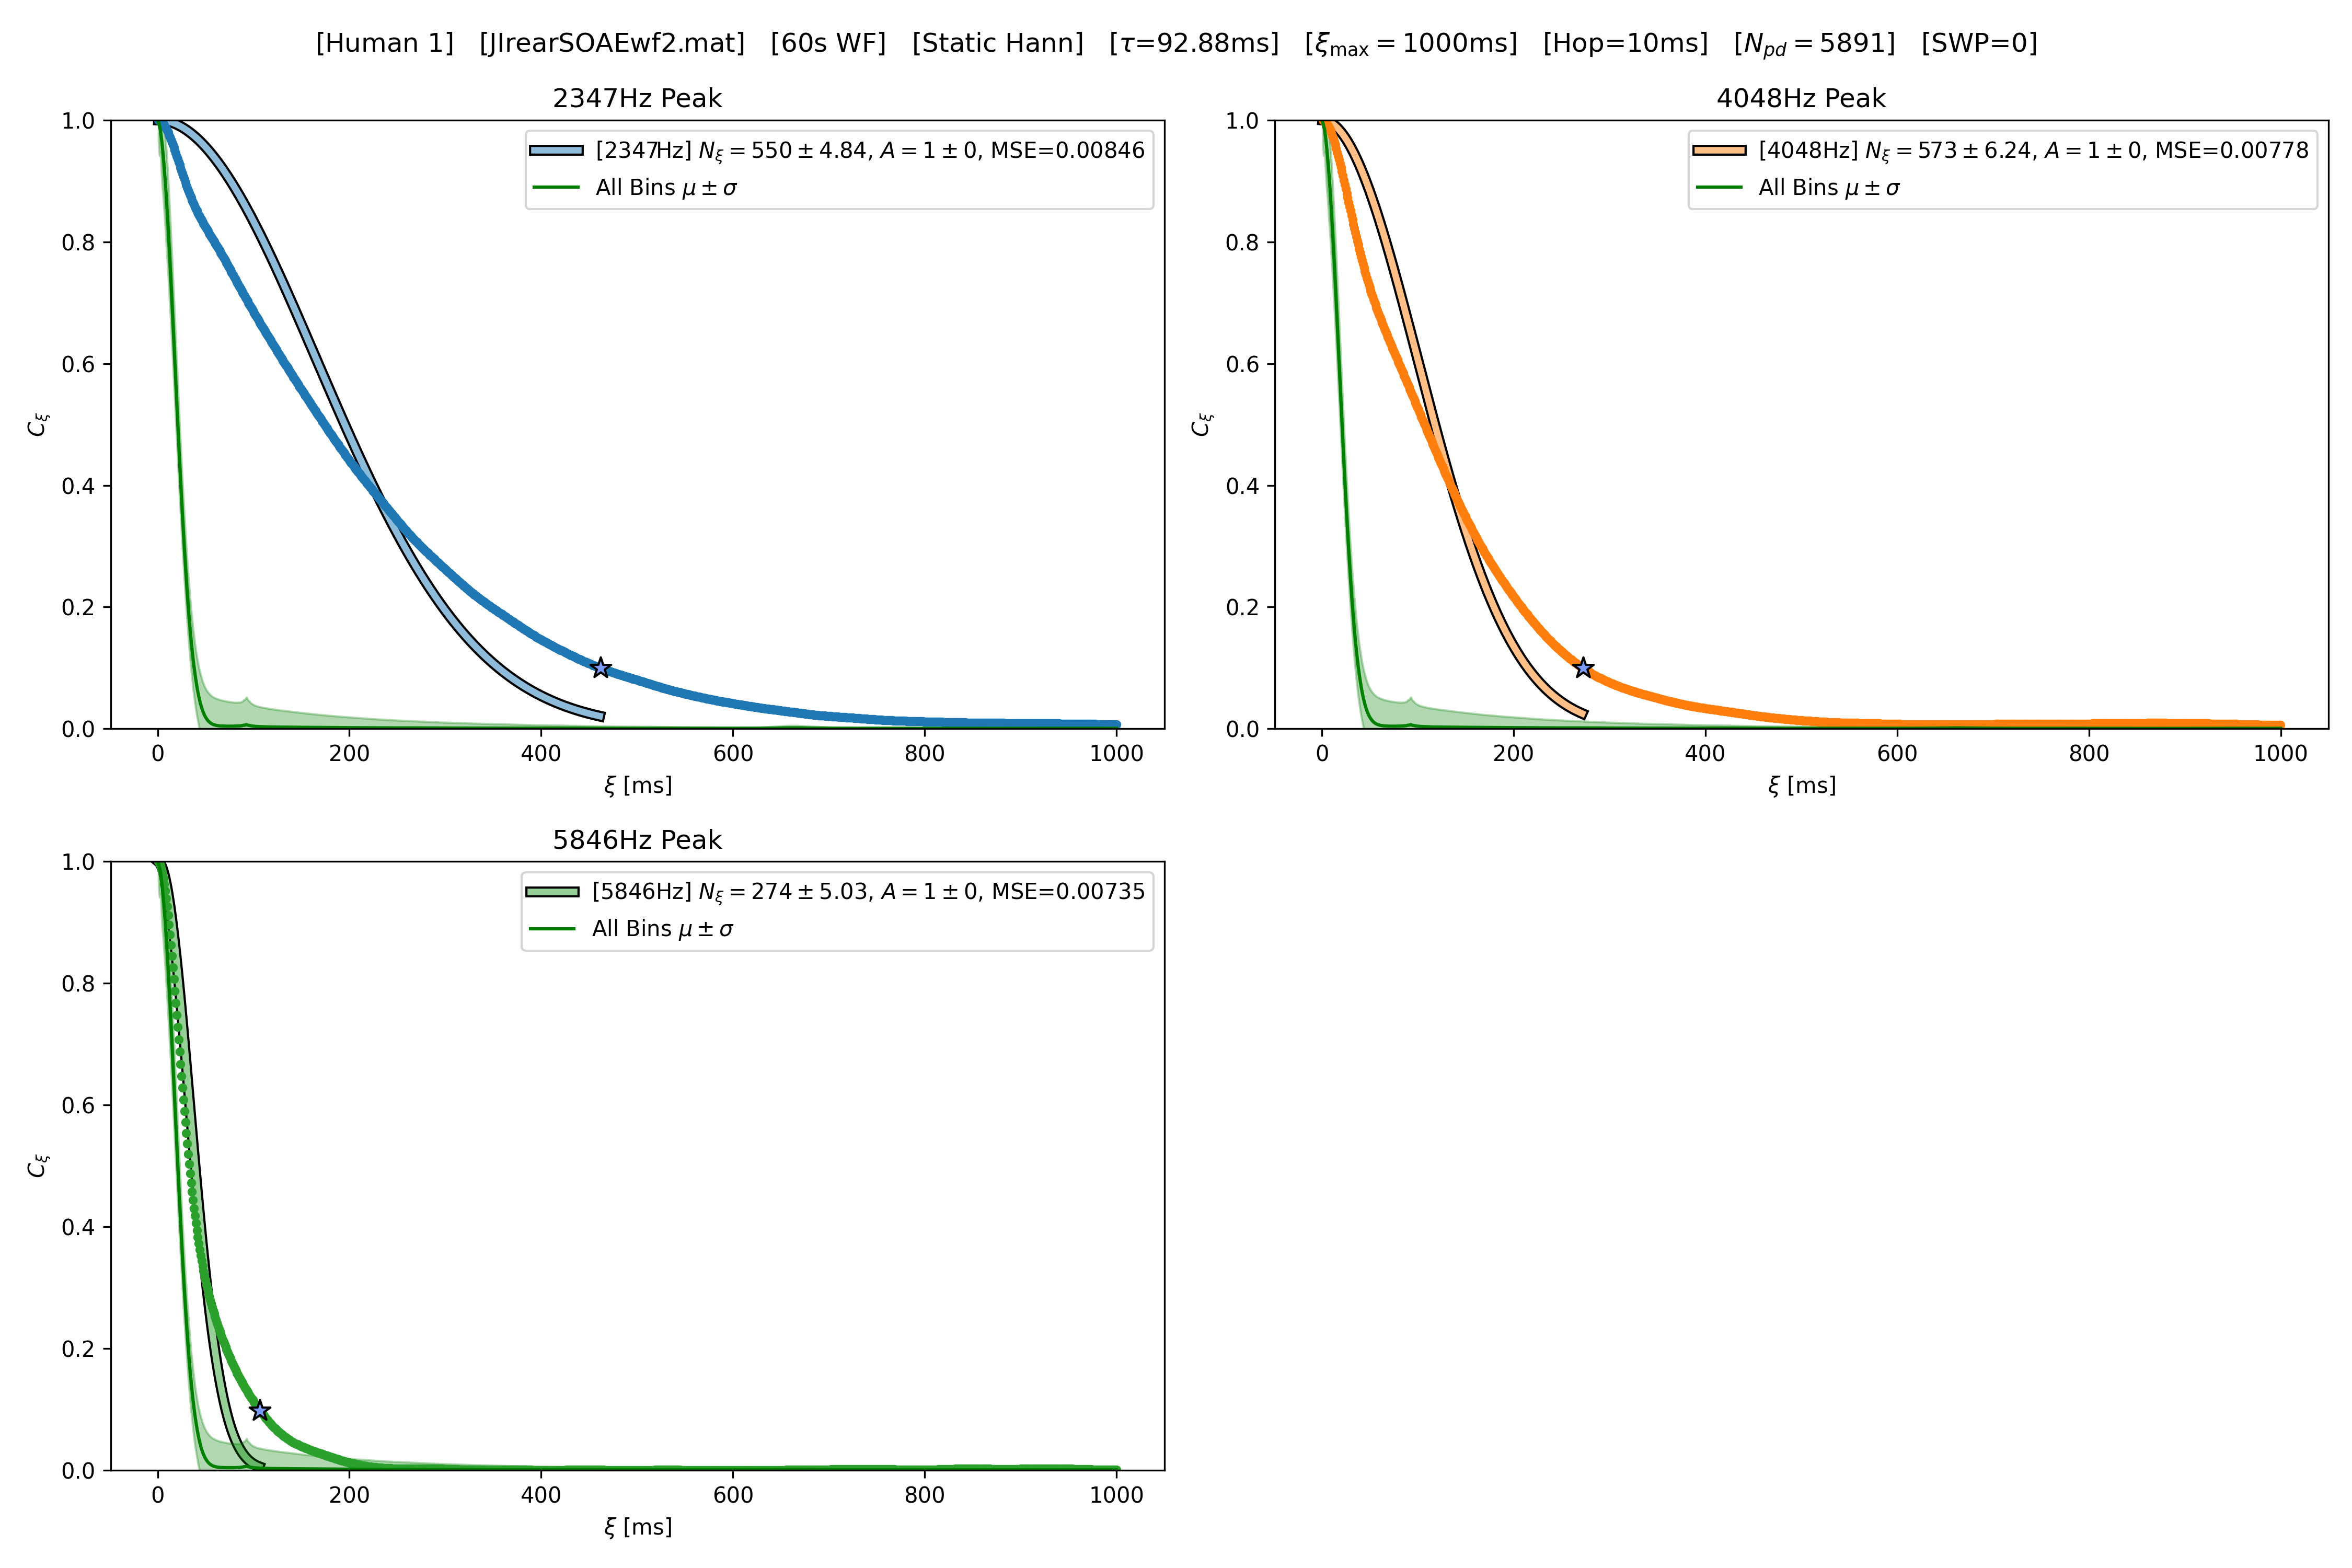 [Human 1] [JIrearSOAEwf2.mat] [60s WF] [Static Hann] [τ=92.88ms] [ξmax = 1000ms] [Hop=10ms] [Npd = 5891] [SWP=0]
2347Hz Peak
1.0
0.8
0.6
0.4
0.2
0.0
Cξ
[2347Hz] Nξ = 550 ± 4.84, A = 1 ± 0, MSE=0.00846
All Bins μ ± σ
0 200 400 600 800 1000
ξ [ms]
4048Hz Peak
1.0
0.8
0.6
0.4
0.2
0.0
Cξ
[4048Hz] Nξ = 573 ± 6.24, A = 1 ± 0, MSE=0.00778
All Bins μ ± σ
0 200 400 600 800 1000
ξ [ms]
5846Hz Peak
1.0
0.8
0.6
0.4
0.2
0.0
Cξ
[5846Hz] Nξ = 274 ± 5.03, A = 1 ± 0, MSE=0.00735
All Bins μ ± σ
0 200 400 600 800 1000
ξ [ms]